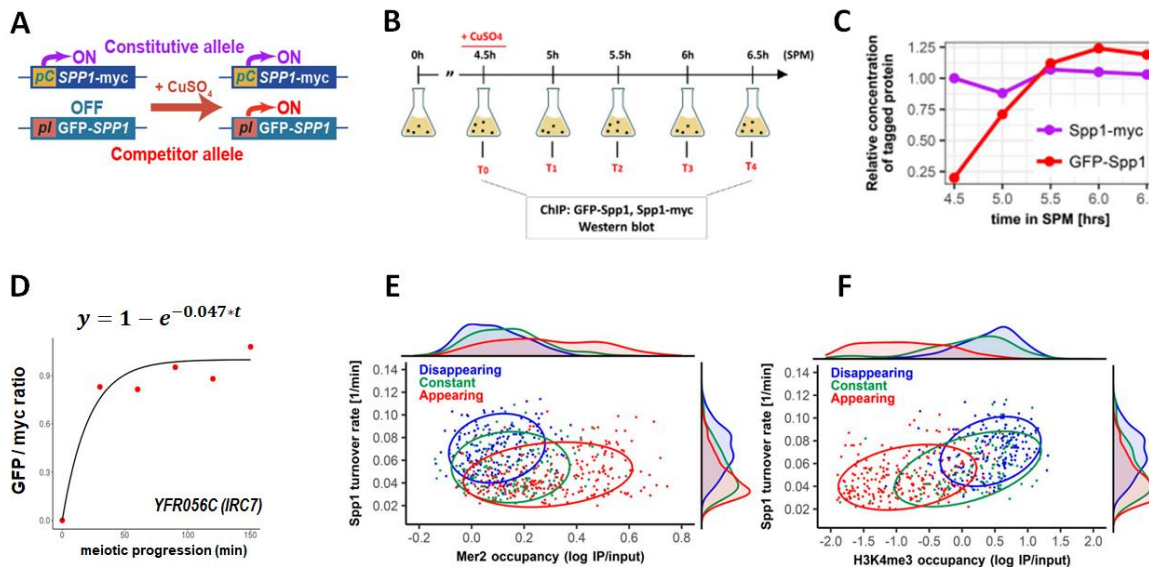 A
Constitutive allele
ON
ON
pC SPP1-myc
pC SPP1-myc
+ CuSO4
OFF
ON
pI GFP-SPP1
pI GFP-SPP1
Competitor allele
B
+ CuSO4
0h
4.5h
5h
5.5h
6h
6.5h
(SPM)
"
T0
T1
T2
T3
T4
ChIP: GFP-Spp1, Spp1-myc
Western blot
C
Relative concentration
of tagged protein
1.25
1.00
0.75
0.50
0.25
Spp1-myc
GFP-Spp1
4.5 5.0 5.5 6.0 6.
time in SPM [hrs]
D
y = 1 − e^−0.047*t
GFP / myc ratio
0.9
0.6
0.3
0.0
YFR056C (IRC7)
0 50 100 150
meiotic progression (min)
E
Disappearing
Constant
Appearing
Spp1 turnover rate [1/min]
0.14
0.12
0.10
0.08
0.06
0.04
0.02
-0.2 0.0 0.2 0.4 0.6 0.8
Mer2 occupancy (log IP/input)
F
Disappearing
Constant
Appearing
Spp1 turnover rate [1/min]
0.14
0.12
0.10
0.08
0.06
0.04
0.02
-2.0 -1.5 -1.0 -0.5 0.0 0.5 1.0 1.5 2.0
H3K4me3 occupancy (log IP/input)